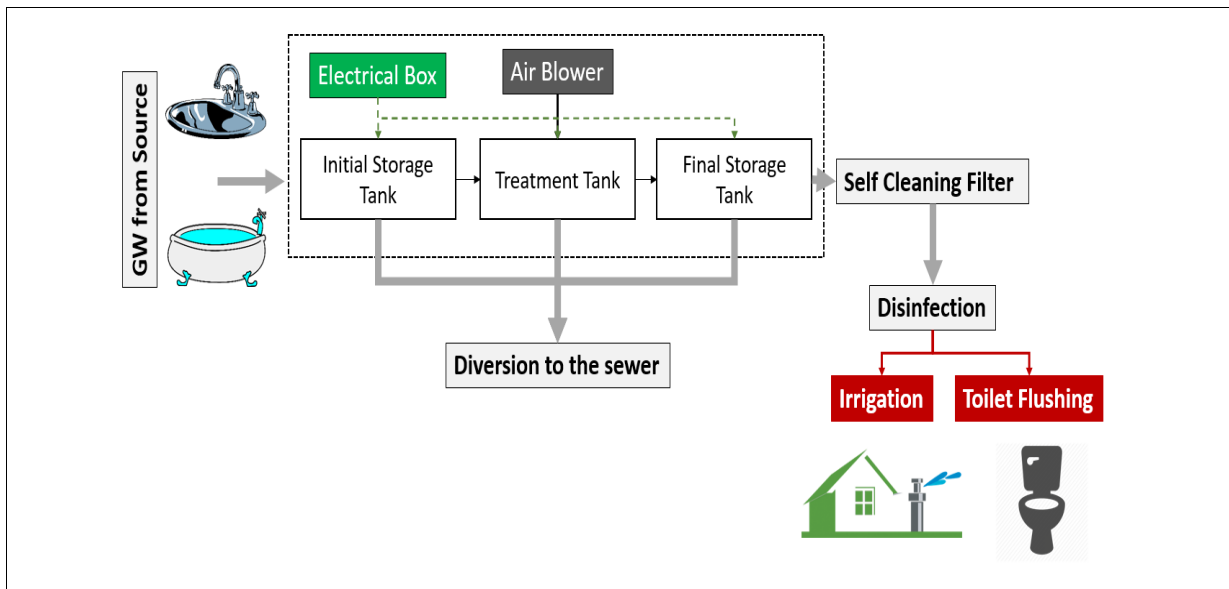 GW from Source
Electrical Box
Air Blower
Initial Storage
Tank
Treatment Tank
Final Storage
Tank
Self Cleaning Filter
Disinfection
Diversion to the sewer
Irrigation
Toilet Flushing